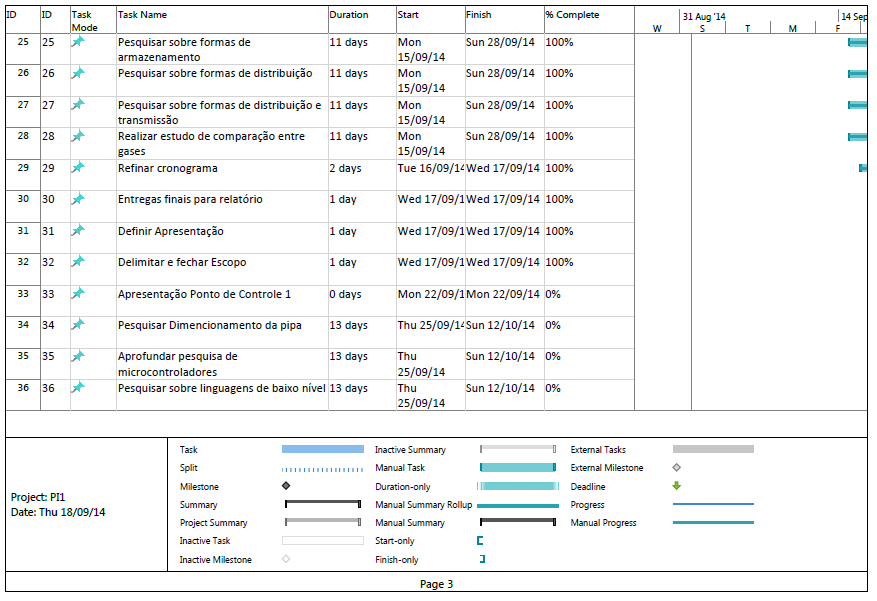 ID ID Task Mode Task Name Duration Start Finish % Complete
31 Aug '14 14 Sep
W S T M F
25 25 Pesquisar sobre formas de armazenamento 11 days Mon 15/09/14 Sun 28/09/14 100%
26 26 Pesquisar sobre formas de distribuição 11 days Mon 15/09/14 Sun 28/09/14 100%
27 27 Pesquisar sobre formas de distribuição e transmissão 11 days Mon 15/09/14 Sun 28/09/14 100%
28 28 Realizar estudo de comparação entre gases 11 days Mon 15/09/14 Sun 28/09/14 100%
29 29 Refinar cronograma 2 days Tue 16/09/14 Wed 17/09/14 100%
30 30 Entregas finais para relatório 1 day Wed 17/09/1 Wed 17/09/14 100%
31 31 Definir Apresentação 1 day Wed 17/09/1 Wed 17/09/14 100%
32 32 Delimitar e fechar Escopo 1 day Wed 17/09/1 Wed 17/09/14 100%
33 33 Apresentação Ponto de Controle 1 0 days Mon 22/09/1 Mon 22/09/14 0%
34 34 Pesquisar Dimencionamento da pipa 13 days Thu 25/09/14 Sun 12/10/14 0%
35 35 Aprofundar pesquisa de microcontroladores 13 days Thu 25/09/14 Sun 12/10/14 0%
36 36 Pesquisar sobre linguagens de baixo nível 13 days Thu 25/09/14 Sun 12/10/14 0%
Project: PI1
Date: Thu 18/09/14
Task
Split
Milestone
Summary
Project Summary
Inactive Task
Inactive Milestone
Inactive Summary
Manual Task
Duration-only
Manual Summary Rollup
Manual Summary
Start-only
Finish-only
External Tasks
External Milestone
Deadline
Progress
Manual Progress
Page 3